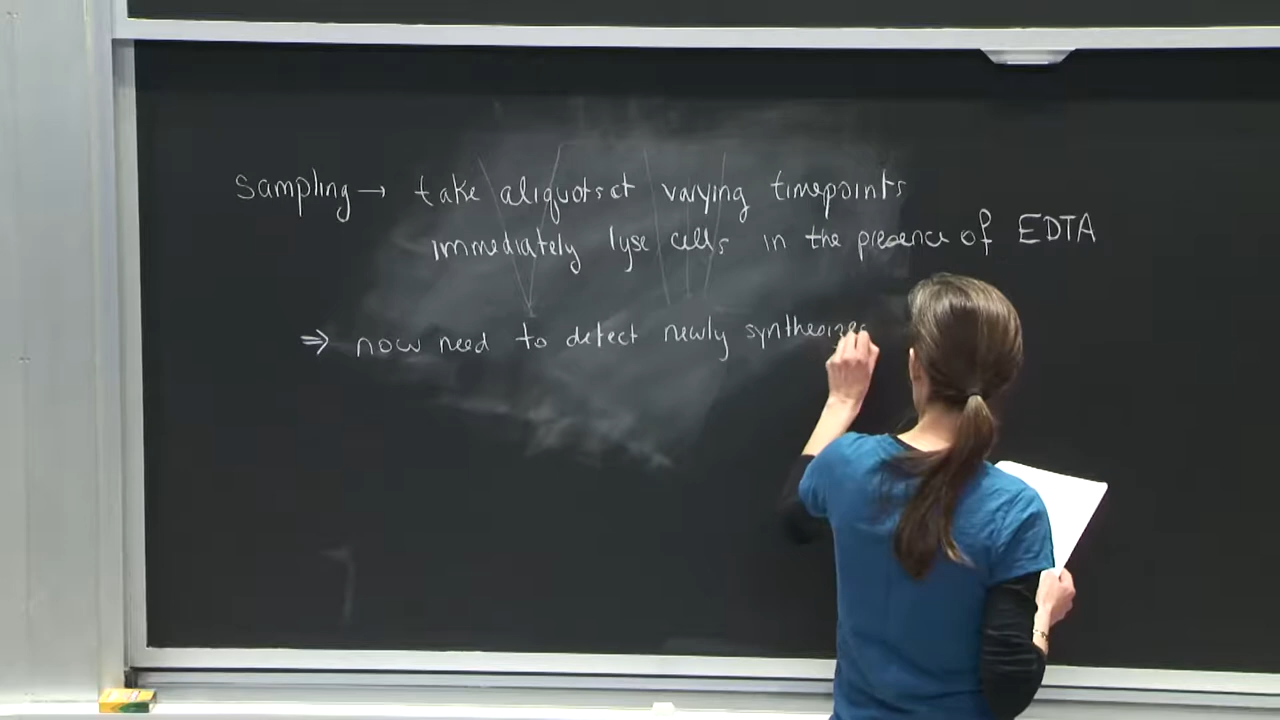 Sampling → take aliquots at varying timepoints
immediately lyse cells in the presence of EDTA
⇒ now need to detect newly synthesize